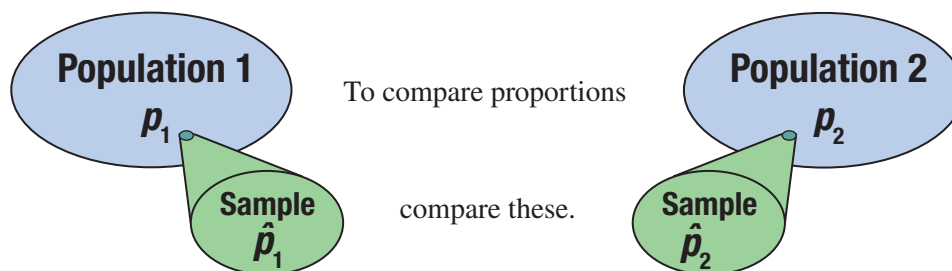 Population 1
p₁
To compare proportions
Population 2
p₂
Sample
p̂₁
compare these.
Sample
p̂₂